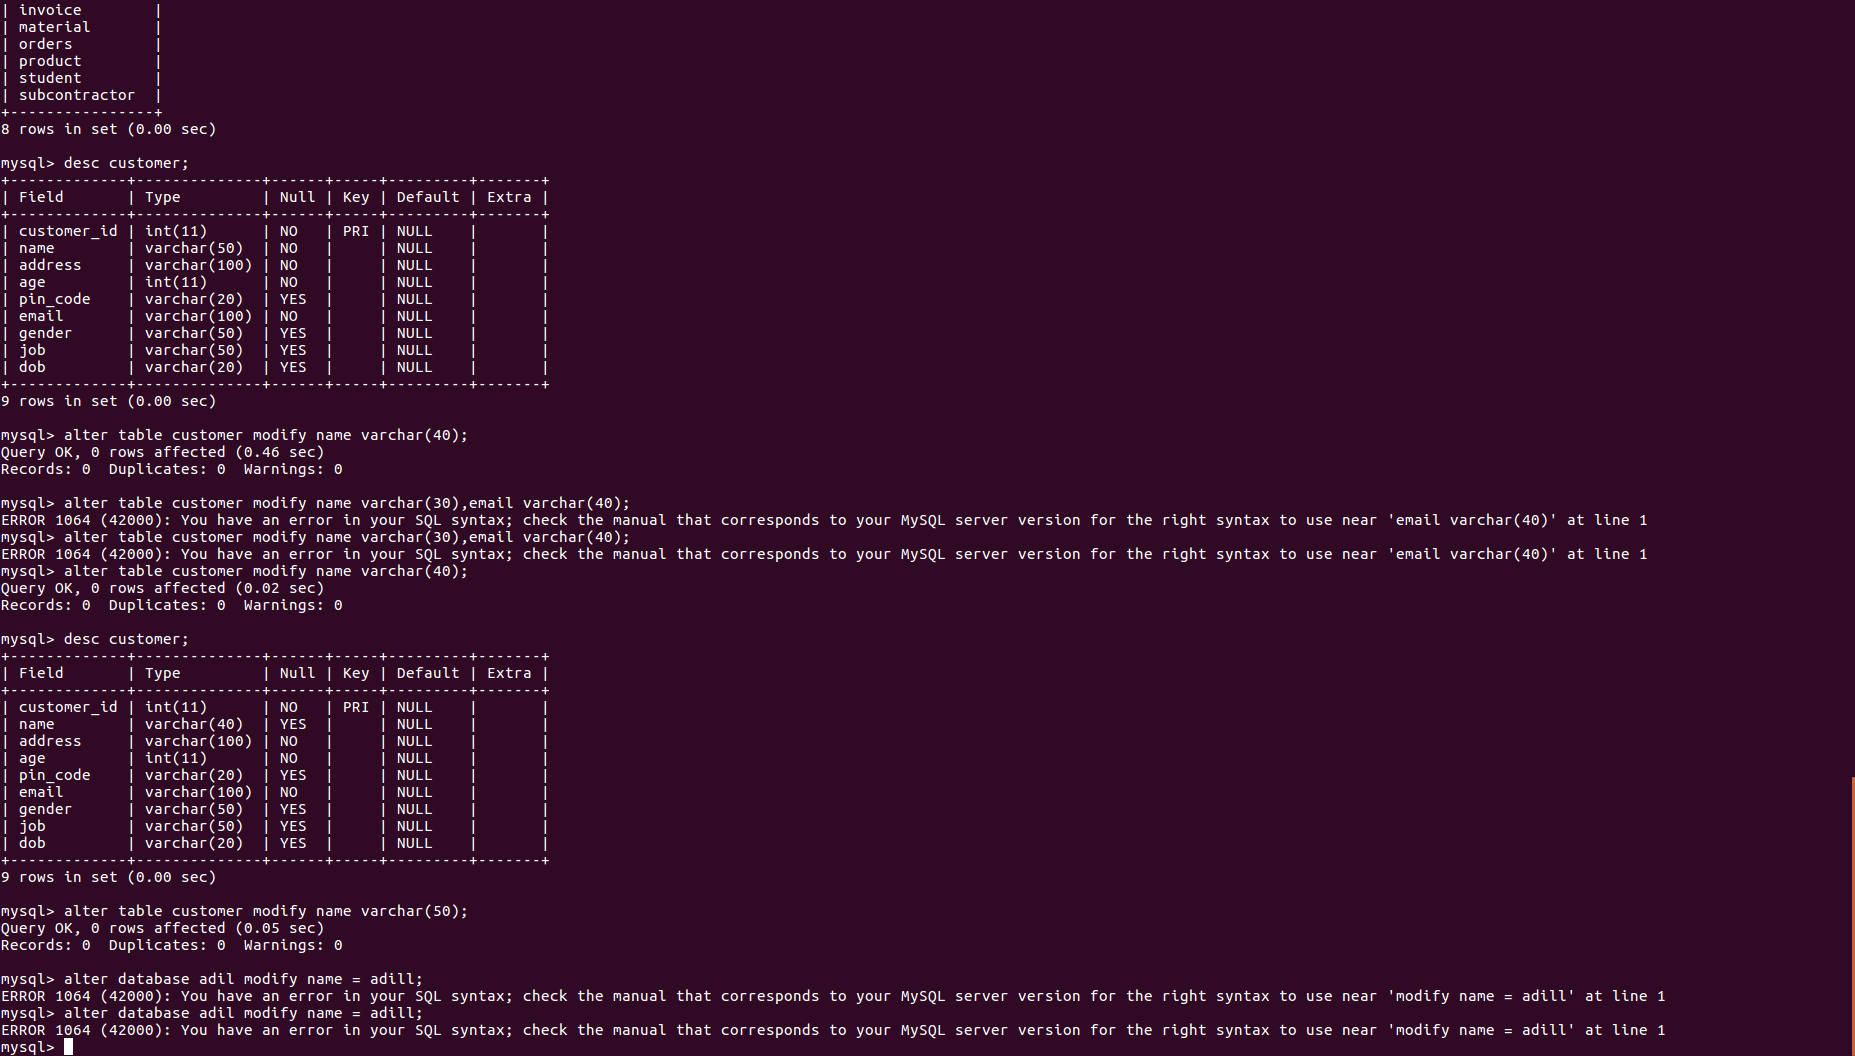 | invoice        |
| material       |
| orders         |
| product        |
| student        |
| subcontractor  |
+----------------+
8 rows in set (0.00 sec)

mysql> desc customer;
+-------------+--------------+------+-----+---------+-------+
| Field       | Type         | Null | Key | Default | Extra |
+-------------+--------------+------+-----+---------+-------+
| customer_id | int(11)      | NO   | PRI | NULL    |       |
| name        | varchar(50)  | NO   |     | NULL    |       |
| address     | varchar(100) | NO   |     | NULL    |       |
| age         | int(11)      | NO   |     | NULL    |       |
| pin_code    | varchar(20)  | YES  |     | NULL    |       |
| email       | varchar(100) | NO   |     | NULL    |       |
| gender      | varchar(50)  | YES  |     | NULL    |       |
| job         | varchar(50)  | YES  |     | NULL    |       |
| dob         | varchar(20)  | YES  |     | NULL    |       |
+-------------+--------------+------+-----+---------+-------+
9 rows in set (0.00 sec)

mysql> alter table customer modify name varchar(40);
Query OK, 0 rows affected (0.46 sec)
Records: 0  Duplicates: 0  Warnings: 0

mysql> alter table customer modify name varchar(30),email varchar(40);
ERROR 1064 (42000): You have an error in your SQL syntax; check the manual that corresponds to your MySQL server version for the right syntax to use near 'email varchar(40)' at line 1
mysql> alter table customer modify name varchar(30),email varchar(40);
ERROR 1064 (42000): You have an error in your SQL syntax; check the manual that corresponds to your MySQL server version for the right syntax to use near 'email varchar(40)' at line 1
mysql> alter table customer modify name varchar(40);
Query OK, 0 rows affected (0.02 sec)
Records: 0  Duplicates: 0  Warnings: 0

mysql> desc customer;
+-------------+--------------+------+-----+---------+-------+
| Field       | Type         | Null | Key | Default | Extra |
+-------------+--------------+------+-----+---------+-------+
| customer_id | int(11)      | NO   | PRI | NULL    |       |
| name        | varchar(40)  | YES  |     | NULL    |       |
| address     | varchar(100) | NO   |     | NULL    |       |
| age         | int(11)      | NO   |     | NULL    |       |
| pin_code    | varchar(20)  | YES  |     | NULL    |       |
| email       | varchar(100) | NO   |     | NULL    |       |
| gender      | varchar(50)  | YES  |     | NULL    |       |
| job         | varchar(50)  | YES  |     | NULL    |       |
| dob         | varchar(20)  | YES  |     | NULL    |       |
+-------------+--------------+------+-----+---------+-------+
9 rows in set (0.00 sec)

mysql> alter table customer modify name varchar(50);
Query OK, 0 rows affected (0.05 sec)
Records: 0  Duplicates: 0  Warnings: 0

mysql> alter database adil modify name = adill;
ERROR 1064 (42000): You have an error in your SQL syntax; check the manual that corresponds to your MySQL server version for the right syntax to use near 'modify name = adill' at line 1
mysql> alter database adil modify name = adill;
ERROR 1064 (42000): You have an error in your SQL syntax; check the manual that corresponds to your MySQL server version for the right syntax to use near 'modify name = adill' at line 1
mysql>